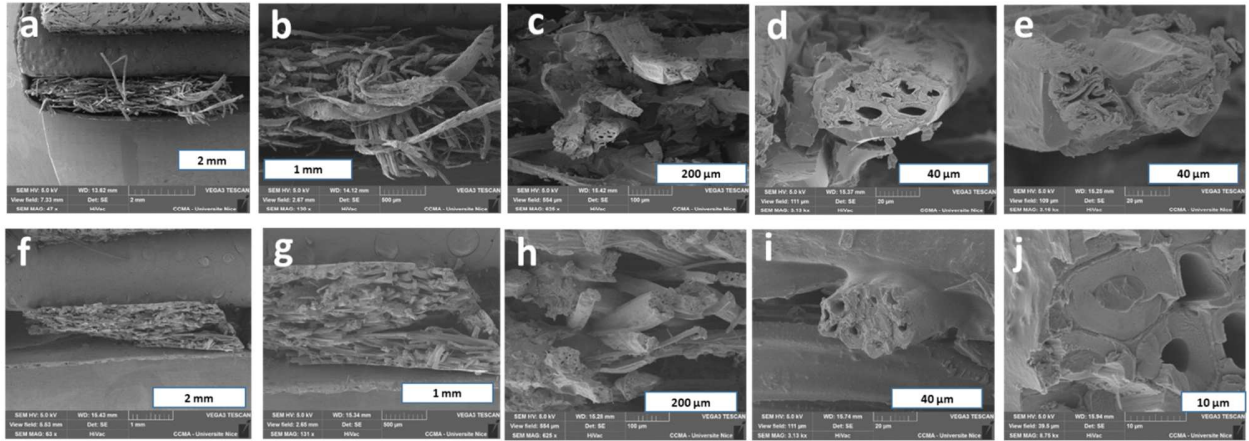 a
2 mm
SEM HV: 5.0 kV WD: 13.62 mm VEGA3 TESCAN
View field: 7.33 mm Det: SE 2 mm
SEM MAG: 47 x HiVac CCMA - Universite Nice
b
1 mm
SEM HV: 5.0 kV WD: 14.12 mm VEGA3 TESCAN
View field: 2.67 mm Det: SE 500 µm
SEM MAG: 130 x HiVac CCMA - Universite Nice
c
200 µm
SEM HV: 5.0 kV WD: 15.42 mm VEGA3 TESCAN
View field: 554 µm Det: SE 100 µm
SEM MAG: 625 x HiVac CCMA - Universite Nice
d
40 µm
SEM HV: 5.0 kV WD: 15.37 mm VEGA3 TESCAN
View field: 111 µm Det: SE 20 µm
SEM MAG: 3.13 kx HiVac CCMA - Universite Nice
e
40 µm
SEM HV: 5.0 kV WD: 15.25 mm VEGA3 TESCAN
View field: 109 µm Det: SE 20 µm
SEM MAG: 3.18 kx HiVac CCMA - Universite Nice
f
2 mm
SEM HV: 5.0 kV WD: 15.43 mm VEGA3 TESCAN
View field: 5.53 mm Det: SE 1 mm
SEM MAG: 63 x HiVac CCMA - Universite Nice
g
1 mm
SEM HV: 5.0 kV WD: 15.34 mm VEGA3 TESCAN
View field: 2.65 mm Det: SE 500 µm
SEM MAG: 131 x HiVac CCMA - Universite Nice
h
200 µm
SEM HV: 5.0 kV WD: 15.28 mm VEGA3 TESCAN
View field: 554 µm Det: SE 100 µm
SEM MAG: 625 x HiVac CCMA - Universite Nice
i
40 µm
SEM HV: 5.0 kV WD: 15.74 mm VEGA3 TESCAN
View field: 111 µm Det: SE 20 µm
SEM MAG: 3.13 kx HiVac CCMA - Universite Nice
j
10 µm
SEM HV: 5.0 kV WD: 15.94 mm VEGA3 TESCAN
View field: 39.5 µm Det: SE 10 µm
SEM MAG: 8.75 kx HiVac CCMA - Universite Nice